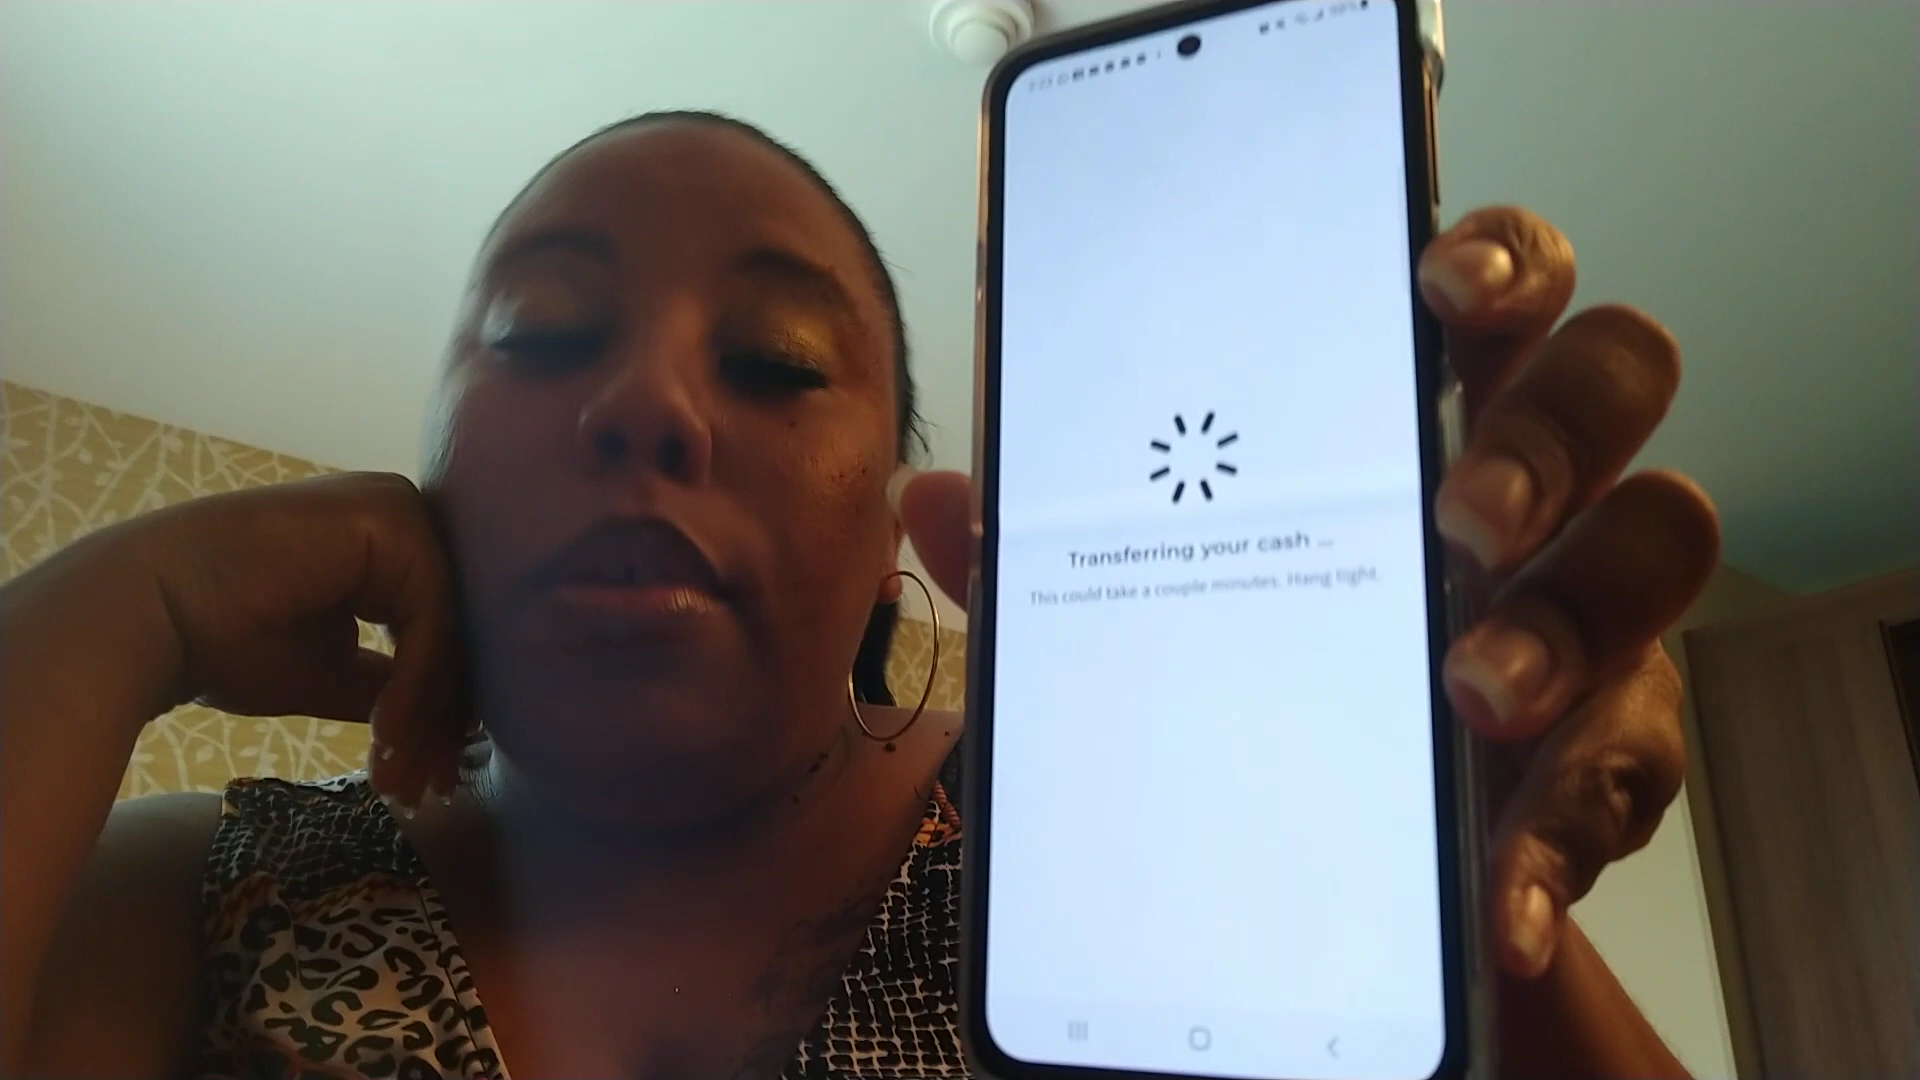 Transferring your cash ...
This could take a couple minutes. Hang tight.